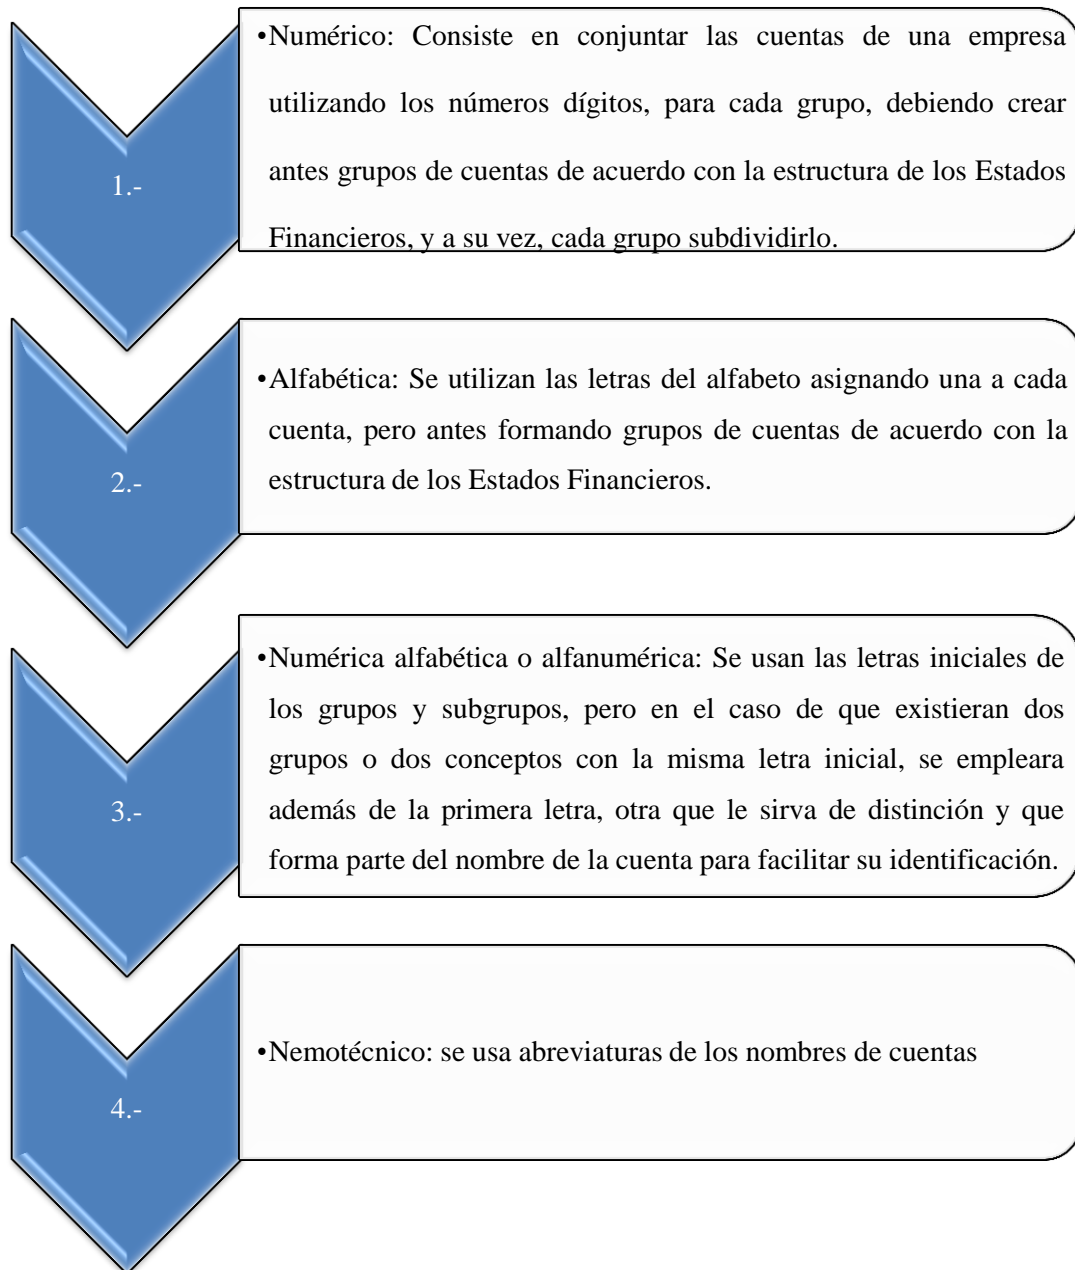 1.-
•Numérico: Consiste en conjuntar las cuentas de una empresa
utilizando los números dígitos, para cada grupo, debiendo crear
antes grupos de cuentas de acuerdo con la estructura de los Estados
Financieros, y a su vez, cada grupo subdividirlo.
2.-
•Alfabética: Se utilizan las letras del alfabeto asignando una a cada
cuenta, pero antes formando grupos de cuentas de acuerdo con la
estructura de los Estados Financieros.
3.-
•Numérica alfabética o alfanumérica: Se usan las letras iniciales de
los grupos y subgrupos, pero en el caso de que existieran dos
grupos o dos conceptos con la misma letra inicial, se empleara
además de la primera letra, otra que le sirva de distinción y que
forma parte del nombre de la cuenta para facilitar su identificación.
4.-
•Nemotécnico: se usa abreviaturas de los nombres de cuentas